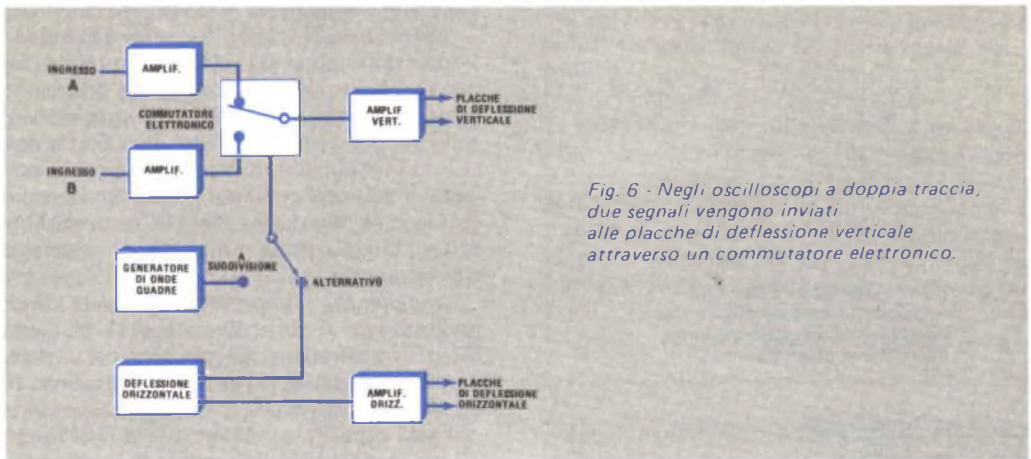 INGRESSO
A
AMPLIF.
COMMUTATORE
ELETTRONICO
AMPLIF
VERT.
PLACCHE
DI DEFLESSIONE
VERTICALE
INGRESSO
B
AMPLIF.
Fig. 6 - Negli oscilloscopi a doppia traccia,
due segnali vengono inviati
alle placche di deflessione verticale
attraverso un commutatore elettronico.
GENERATORE
DI ONDE
QUADRE
A
SUDDIVISIONE
ALTERNATIVO
DEFLESSIONE
ORIZZONTALE
AMPLIF.
ORIZZ.
PLACCHE
DI DEFLESSIONE
ORIZZONTALE